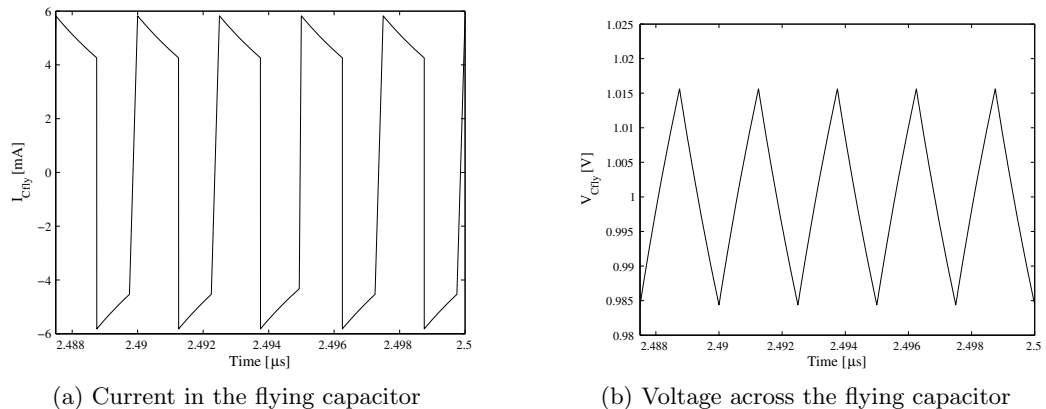 6
4
2
0
−2
−4
−6
I_Cfly [mA]
2.488 2.49 2.492 2.494 2.496 2.498 2.5
Time [µs]
(a) Current in the flying capacitor
1.025
1.02
1.015
1.01
1.005
1
0.995
0.99
0.985
0.98
V_Cfly [V]
2.488 2.49 2.492 2.494 2.496 2.498 2.5
Time [µs]
(b) Voltage across the flying capacitor